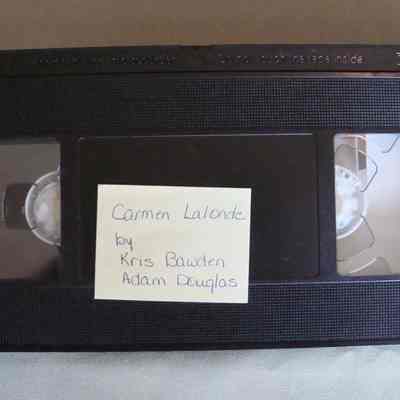 Carmen Lalonde
by
Kris Bawden
Adam Douglas